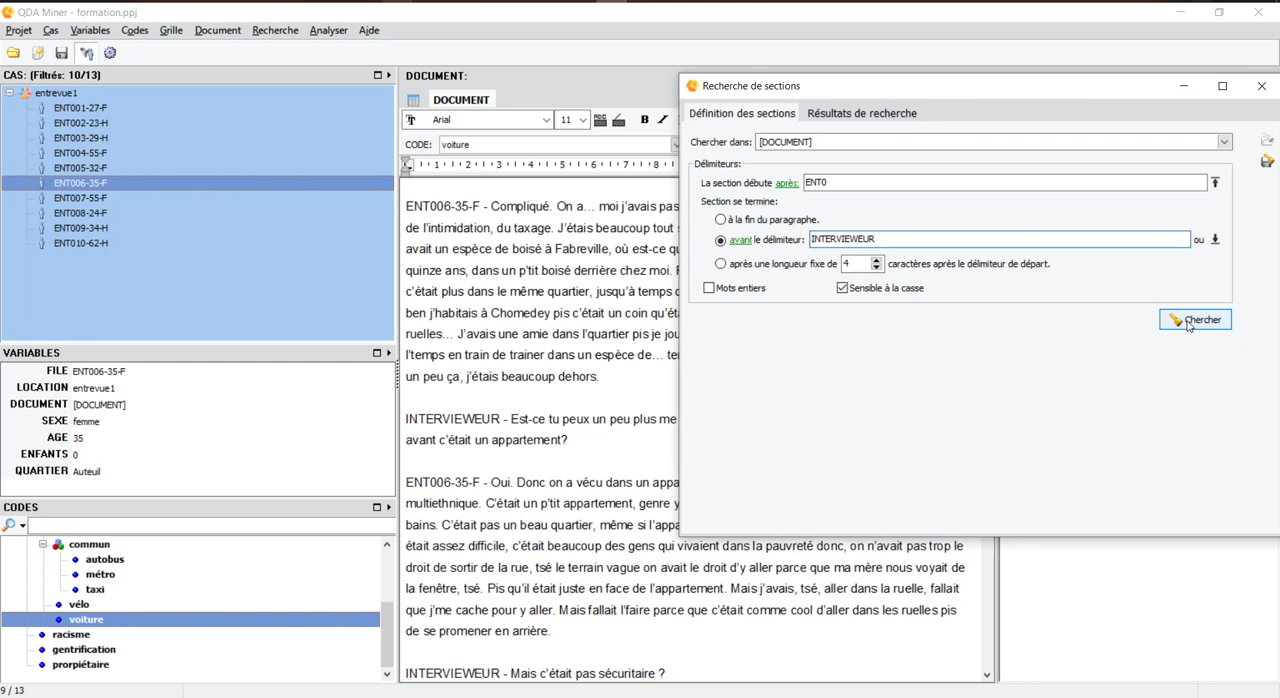 QDA Miner - formation.ppj
Projet Cas Variables Codes Grille Document Recherche Analyser Aide
CAS: (Filtrés: 10/13)
entrevue1
ENT001-27-F
ENT002-23-H
ENT003-29-H
ENT004-55-F
ENT005-32-F
ENT006-35-F
ENT007-55-F
ENT008-24-F
ENT009-34-H
ENT010-62-H
VARIABLES
FILE ENT006-35-F
LOCATION entrevue1
DOCUMENT [DOCUMENT]
SEXE femme
AGE 35
ENFANTS 0
QUARTIER Auteuil
CODES
commun
autobus
métro
taxi
vélo
voiture
racisme
gentrification
prorpiétaire
9 / 13
DOCUMENT:
DOCUMENT
Arial 11 B I
CODE: voiture
1 2 3 4 5 6 7 8
ENT006-35-F - Compliqué. On a… moi j'avais pas
de l'intimidation, du taxage. J'étais beaucoup tout s
avait un espèce de boisé à Fabreville, où est-ce qu
quinze ans, dans un p'tit boisé derrière chez moi. F
c'était plus dans le même quartier, jusqu'à temps q
ben j'habitais à Chomedey pis c'était un coin qu'éta
ruelles… J'avais une amie dans l'quartier pis je jou
l'temps en train de trainer dans un espèce de… ter
un peu ça, j'étais beaucoup dehors.
INTERVIEWEUR - Est-ce tu peux un peu plus me
avant c'était un appartement?
ENT006-35-F - Oui. Donc on a vécu dans un appa
multiethnique. C'était un p'tit appartement, genre y
bains. C'était pas un beau quartier, même si l'appa
était assez difficile, c'était beaucoup des gens qui vivaient dans la pauvreté donc, on n'avait pas trop le
droit de sortir de la rue, tsé le terrain vague on avait le droit d'y aller parce que ma mère nous voyait de
la fenêtre, tsé. Pis qu'il était juste en face de l'appartement. Mais j'avais, tsé, aller dans la ruelle, fallait
que j'me cache pour y aller. Mais fallait l'faire parce que c'était comme cool d'aller dans les ruelles pis
de se promener en arrière.
INTERVIEWEUR - Mais c'était pas sécuritaire ?
Recherche de sections
Définition des sections Résultats de recherche
Chercher dans: [DOCUMENT]
Délimiteurs:
La section débute après: ENT0
Section se termine:
à la fin du paragraphe.
avant le délimiteur: INTERVIEWEUR ou
après une longueur fixe de 4 caractères après le délimiteur de départ.
Mots entiers Sensible à la casse
Chercher